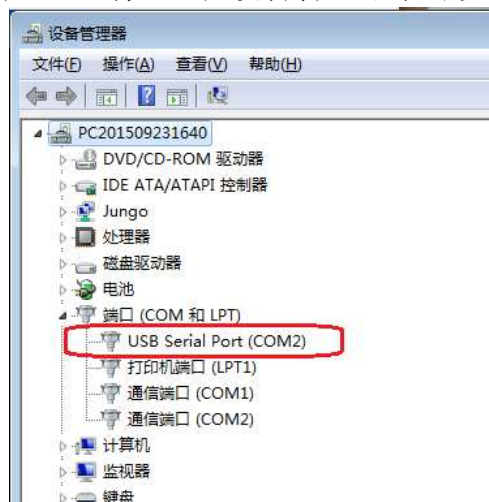 设备管理器
文件(F) 操作(A) 查看(V) 帮助(H)
PC201509231640
DVD/CD-ROM 驱动器
IDE ATA/ATAPI 控制器
Jungo
处理器
磁盘驱动器
电池
端口 (COM 和 LPT)
USB Serial Port (COM2)
打印机端口 (LPT1)
通信端口 (COM1)
通信端口 (COM2)
计算机
监视器
键盘